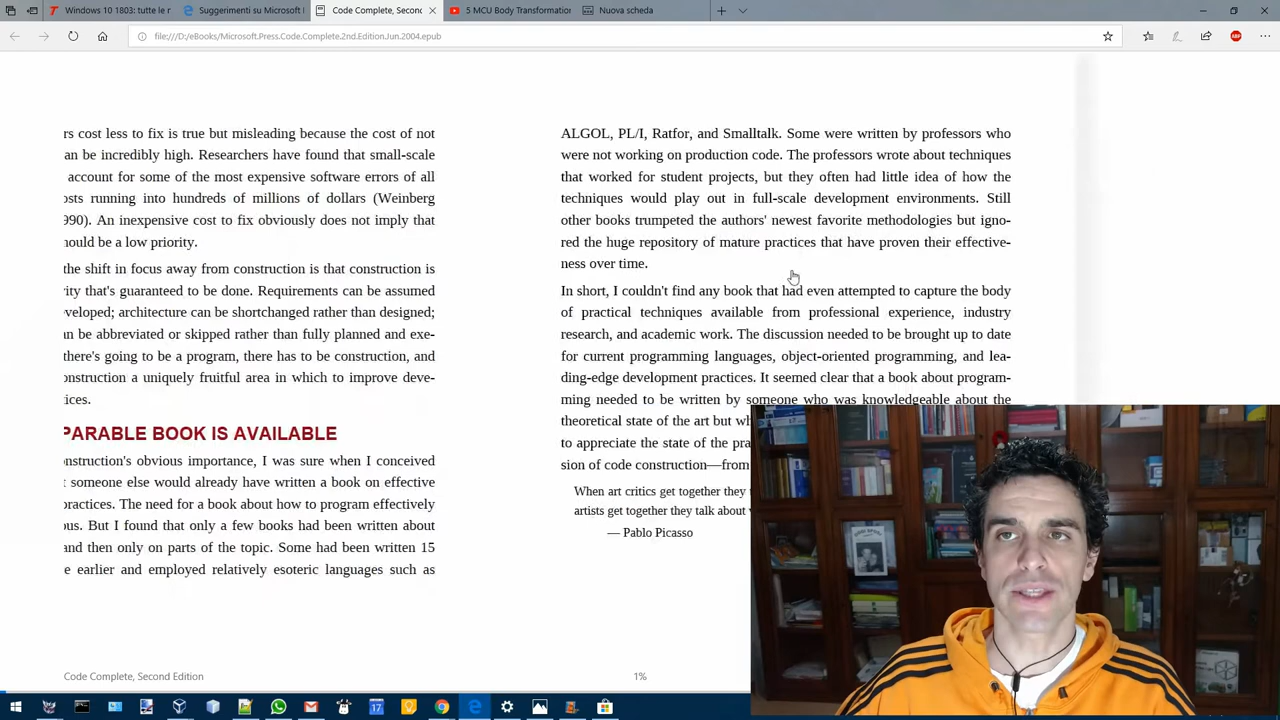 Windows 10 1803: tutte le r
Suggerimenti su Microsoft
Code Complete, Secon
5 MCU Body Transformation
Nuova scheda
file:///D:/eBooks/Microsoft.Press.Code.Complete.2nd.Edition.Jun.2004.epub
ABP
rs cost less to fix is true but misleading because the cost of not
an be incredibly high. Researchers have found that small-scale
account for some of the most expensive software errors of all
osts running into hundreds of millions of dollars (Weinberg
990). An inexpensive cost to fix obviously does not imply that
hould be a low priority.
the shift in focus away from construction is that construction is
ity that's guaranteed to be done. Requirements can be assumed
veloped; architecture can be shortchanged rather than designed;
n be abbreviated or skipped rather than fully planned and exe-
there's going to be a program, there has to be construction, and
onstruction a uniquely fruitful area in which to improve deve-
ices.
PARABLE BOOK IS AVAILABLE
onstruction's obvious importance, I was sure when I conceived
t someone else would already have written a book on effective
practices. The need for a book about how to program effectively
ous. But I found that only a few books had been written about
and then only on parts of the topic. Some had been written 15
e earlier and employed relatively esoteric languages such as
ALGOL, PL/I, Ratfor, and Smalltalk. Some were written by professors who
were not working on production code. The professors wrote about techniques
that worked for student projects, but they often had little idea of how the
techniques would play out in full-scale development environments. Still
other books trumpeted the authors' newest favorite methodologies but igno-
red the huge repository of mature practices that have proven their effective-
ness over time.
In short, I couldn't find any book that had even attempted to capture the body
of practical techniques available from professional experience, industry
research, and academic work. The discussion needed to be brought up to date
for current programming languages, object-oriented programming, and lea-
ding-edge development practices. It seemed clear that a book about program-
ming needed to be written by someone who was knowledgeable about the
theoretical state of the art but wh
to appreciate the state of the pra
sion of code construction—from
When art critics get together they
artists get together they talk about
— Pablo Picasso
Code Complete, Second Edition
1%
17